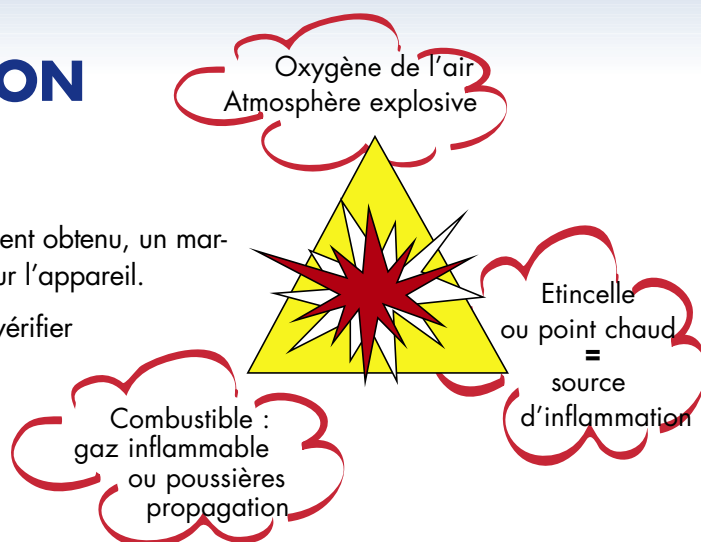 ON
Oxygène de l'air
Atmosphère explosive
ent obtenu, un mar-
ur l'appareil.
vérifier
Etincelle
ou point chaud
=
source
d'inflammation
Combustible :
gaz inflammable
ou poussières
propagation